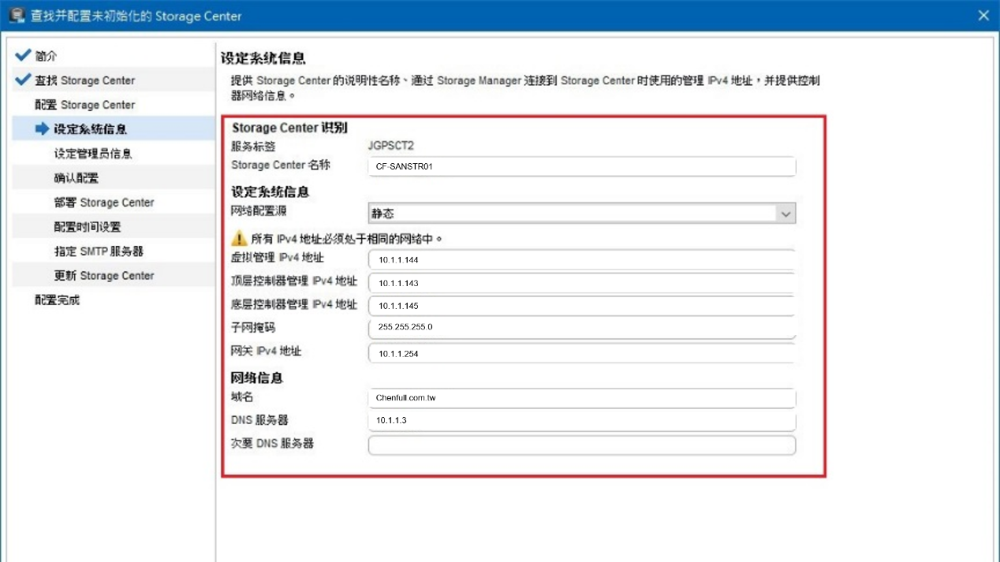 查找并配置未初始化的 Storage Center
简介
查找 Storage Center
配置 Storage Center
设定系统信息
设定管理员信息
确认配置
部署 Storage Center
配置时间设置
指定 SMTP 服务器
更新 Storage Center
配置完成
设定系统信息
提供 Storage Center 的说明性名称、通过 Storage Manager 连接到 Storage Center 时使用的管理 IPv4 地址，并提供控制
器网络信息。
Storage Center 识别
服务标签 JGPSCT2
Storage Center 名称 CF-SANSTR01
设定系统信息
网络配置源 静态
所有 IPv4 地址必须处于相同的网络中。
虚拟管理 IPv4 地址 10.1.1.144
顶层控制器管理 IPv4 地址 10.1.1.143
底层控制器管理 IPv4 地址 10.1.1.145
子网掩码 255.255.255.0
网关 IPv4 地址 10.1.1.254
网络信息
域名 Chenfull.com.tw
DNS 服务器 10.1.1.3
次要 DNS 服务器